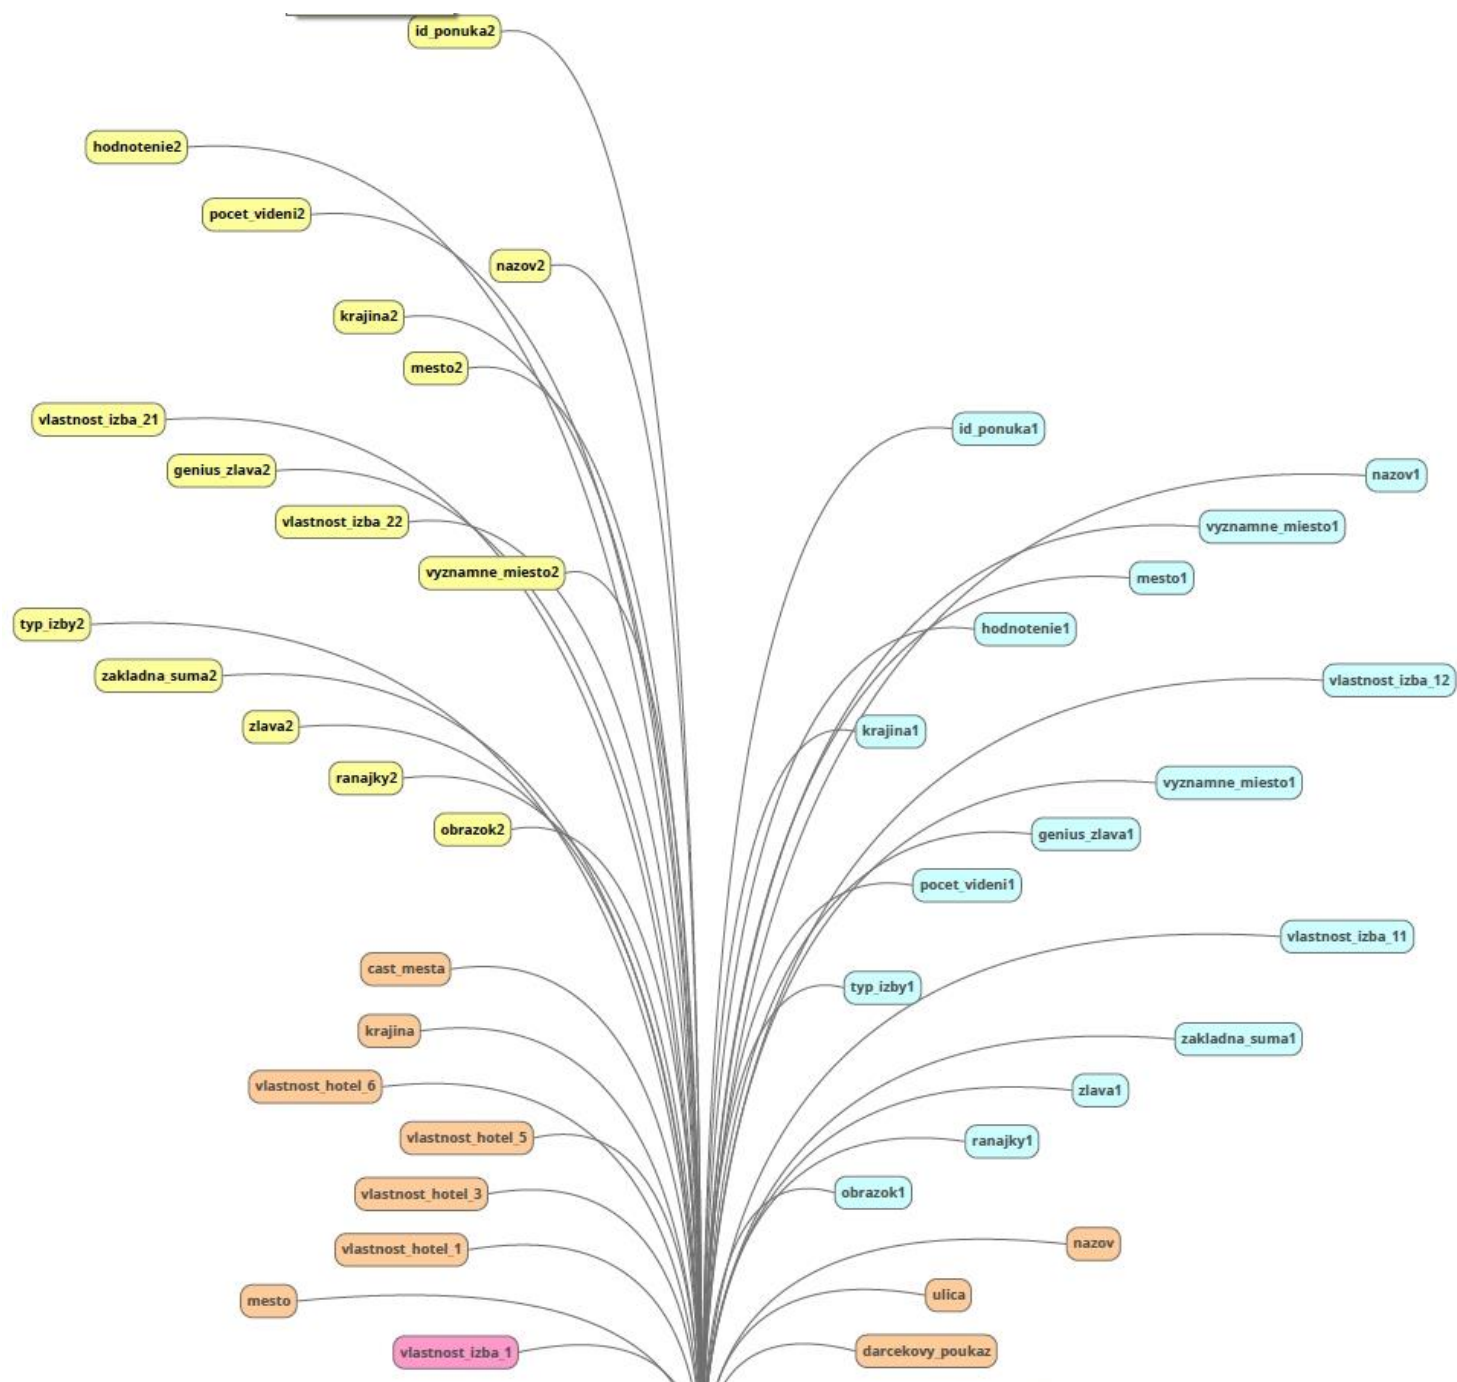 id_ponuka2
hodnotenie2
pocet_videni2
nazov2
krajina2
mesto2
vlastnost_izba_21
genius_zlava2
vlastnost_izba_22
vyznamne_miesto2
typ_izby2
zakladna_suma2
zlava2
ranajky2
obrazok2
id_ponuka1
nazov1
vyznamne_miesto1
mesto1
hodnotenie1
vlastnost_izba_12
krajina1
vyznamne_miesto1
genius_zlava1
pocet_videni1
vlastnost_izba_11
typ_izby1
zakladna_suma1
zlava1
ranajky1
obrazok1
cast_mesta
krajina
vlastnost_hotel_6
vlastnost_hotel_5
vlastnost_hotel_3
vlastnost_hotel_1
mesto
vlastnost_izba_1
nazov
ulica
darcekovy_poukaz